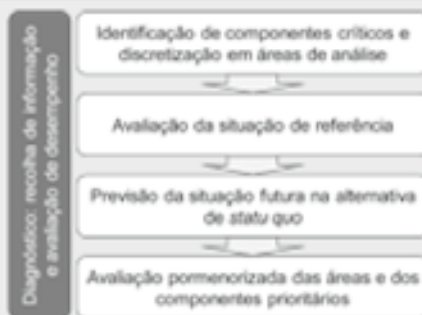 Diagnóstico: recolha de informação
e avaliação de desempenho
Identificação de componentes críticos e
discretização em áreas de análise
Avaliação da situação de referência
Previsão da situação futura na alternativa
de statu quo
Avaliação pormenorizada das áreas e dos
componentes prioritários